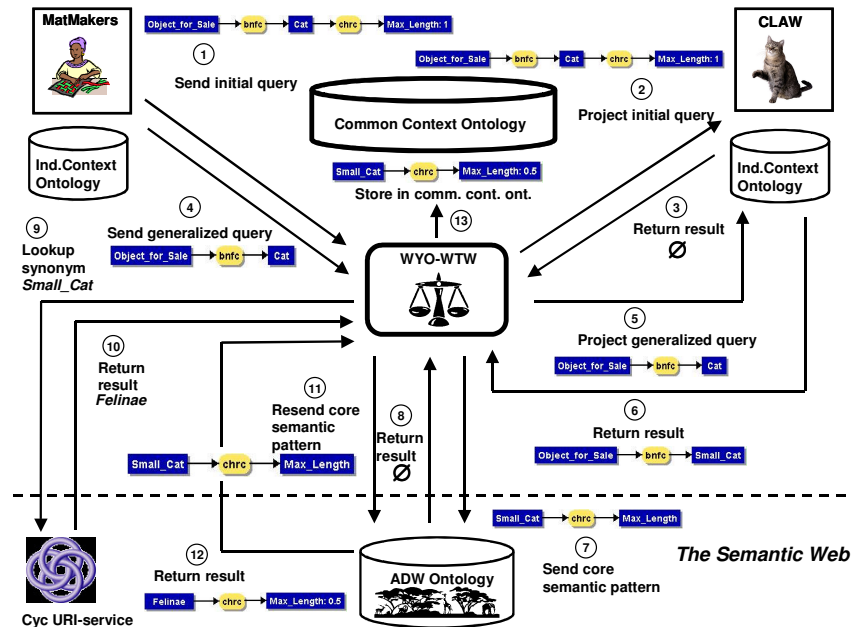 MatMakers
Object_for_Sale bnfc Cat chrc Max_Length: 1
1
Send initial query
CLAW
Object_for_Sale bnfc Cat chrc Max_Length: 1
2
Project initial query
Common Context Ontology
Ind.Context
Ontology
Ind.Context
Ontology
Small_Cat chrc Max_Length: 0.5
Store in comm. cont. ont.
13
3
Return result
Ø
4
Send generalized query
Object_for_Sale bnfc Cat
9
Lookup
synonym
Small_Cat
WYO-WTW
5
Project generalized query
Object_for_Sale bnfc Cat
10
Return
result
Felinae
11
Resend core
semantic
pattern
Small_Cat chrc Max_Length
8
Return
result Ø
6
Return result
Object_for_Sale bnfc Small_Cat
Small_Cat chrc Max_Length
7
Send core
semantic pattern
The Semantic Web
12
Return result
Felinae chrc Max_Length: 0.5
ADW Ontology
Cyc URI-service